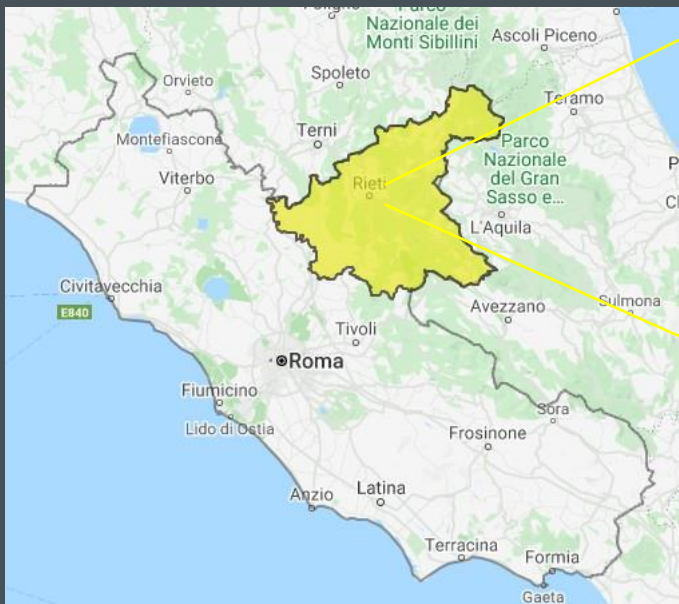 Nazionale dei
Monti Sibillini
Ascoli Piceno
Orvieto
Spoleto
Teramo
Montefiascone
Terni
Parco
Nazionale
del Gran
Sasso e...
Viterbo
Rieti
L'Aquila
Civitavecchia
E840
Avezzano
Sulmona
Tivoli
Roma
Fiumicino
Lido di Ostia
Sora
Frosinone
Anzio
Latina
Terracina
Formia
Gaeta